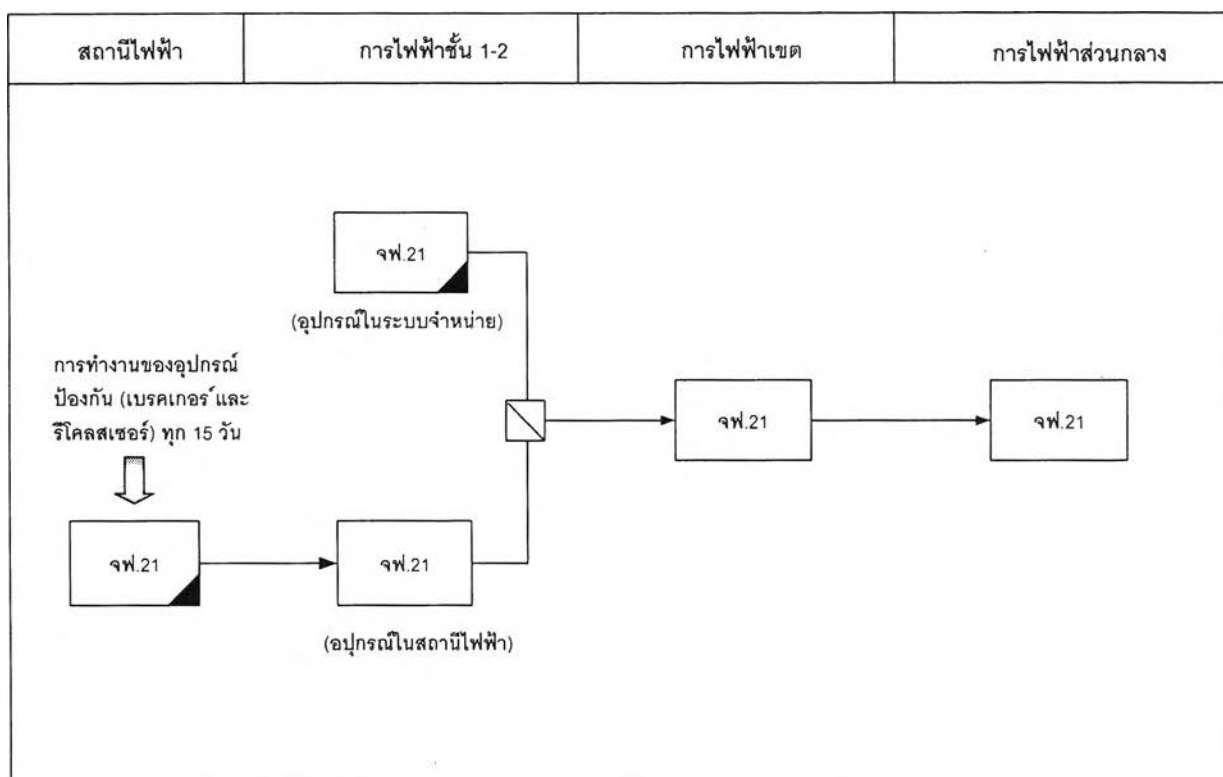 สถานีไฟฟ้า
การไฟฟ้าชั้น 1-2
การไฟฟ้าเขต
การไฟฟ้าส่วนกลาง
จฟ.21
(อุปกรณ์ในระบบจำหน่าย)
การทำงานของอุปกรณ์
ป้องกัน (เบรคเกอร์ และ
รีโคลสเซอร์) ทุก 15 วัน
จฟ.21
จฟ.21
จฟ.21
จฟ.21
(อปุกรณ์ในสถานีไฟฟ้า)